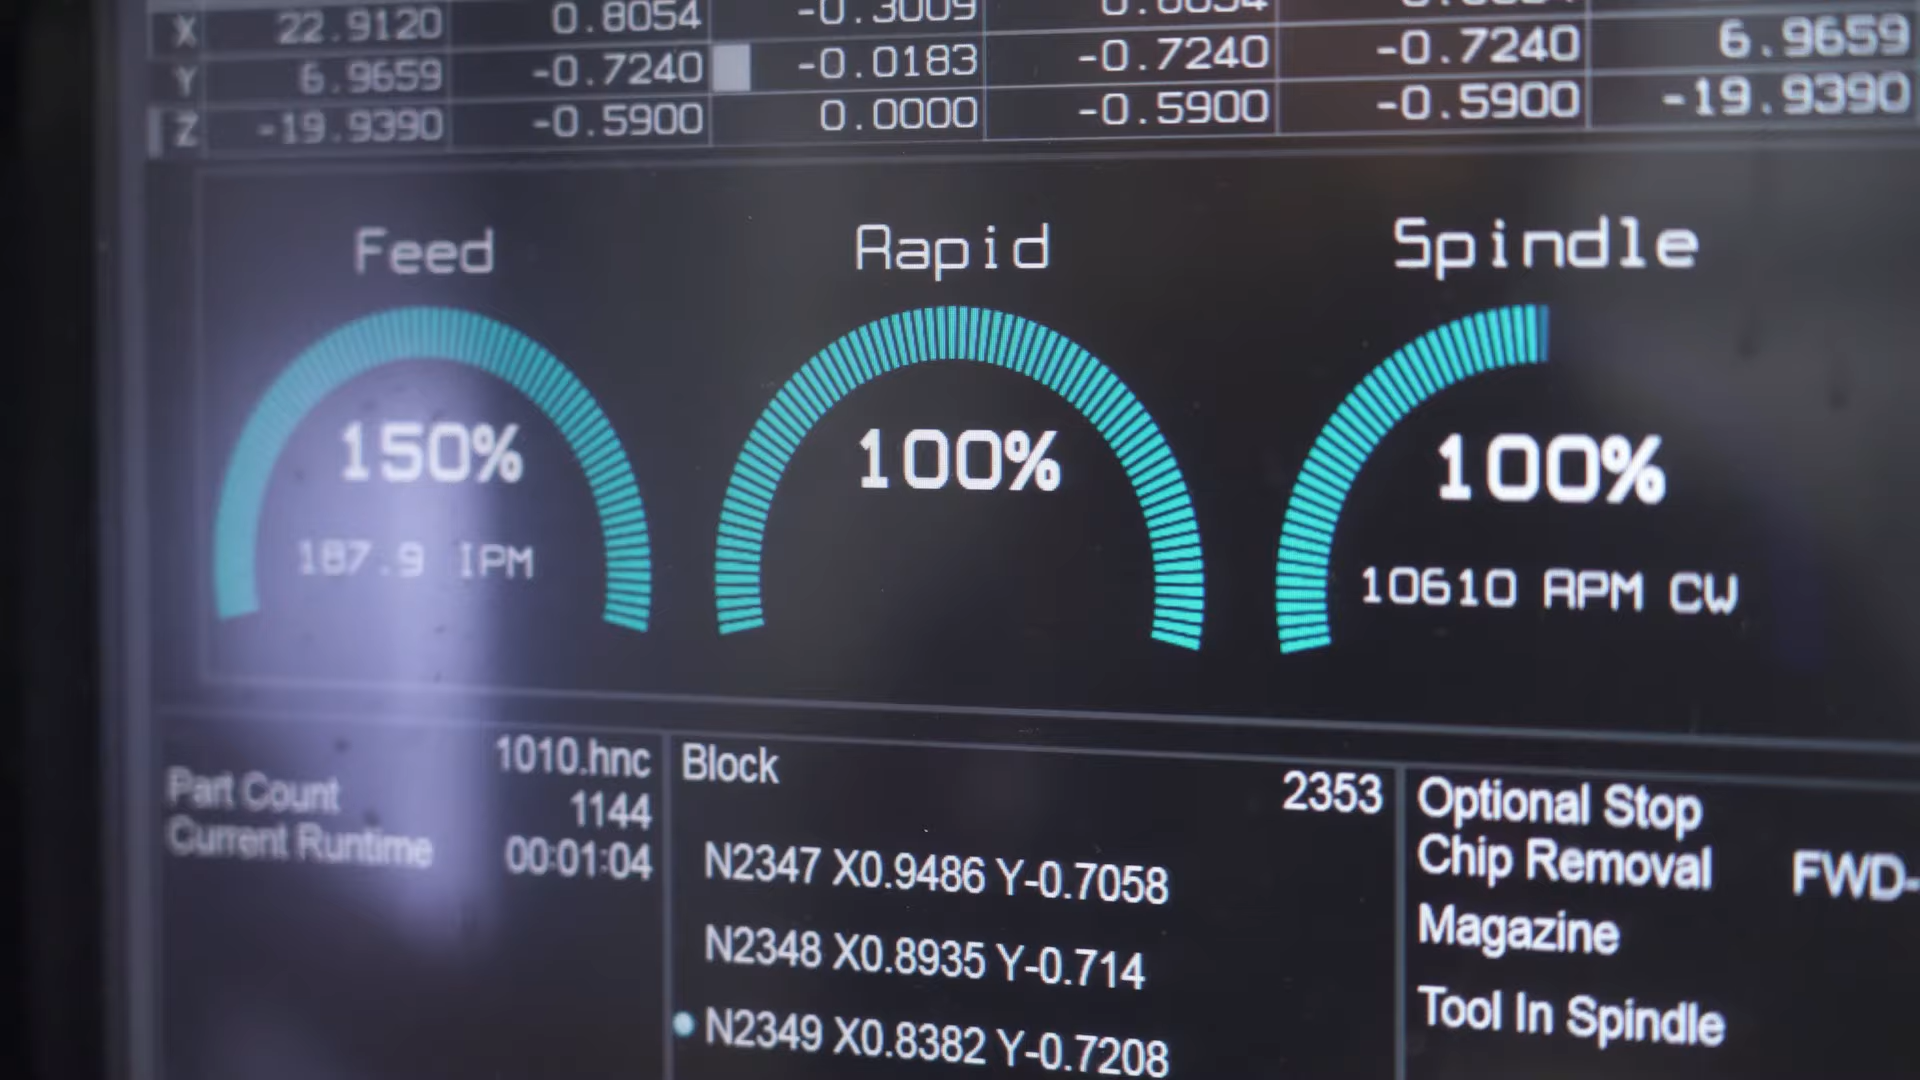 X 22.9120 0.8054 -0.3009
Y 6.9659 -0.7240 -0.0183 -0.7240 -0.7240 6.9659
Z -19.9390 -0.5900 0.0000 -0.5900 -0.5900 -19.9390
Feed Rapid Spindle
150% 100% 100%
187.9 IPM 10610 RPM CW
1010.hnc
Part Count 1144
Current Runtime 00:01:04
Block 2353
N2347 X0.9486 Y-0.7058
N2348 X0.8935 Y-0.714
N2349 X0.8382 Y-0.7208
Optional Stop
Chip Removal FWD-
Magazine
Tool In Spindle